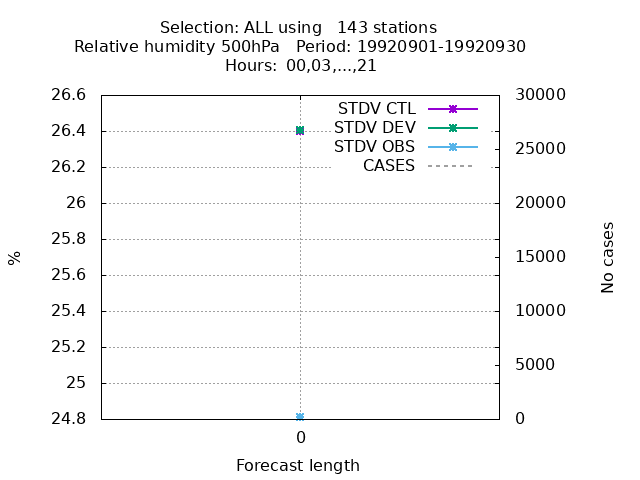 Selection: ALL using   143 stations
Relative humidity 500hPa   Period: 19920901-19920930
Hours: 00,03,...,21
26.6
26.4
26.2
26
25.8
25.6
25.4
25.2
25
24.8
%
STDV CTL
STDV DEV
STDV OBS
CASES
30000
25000
20000
15000
10000
5000
0
No cases
0
Forecast length